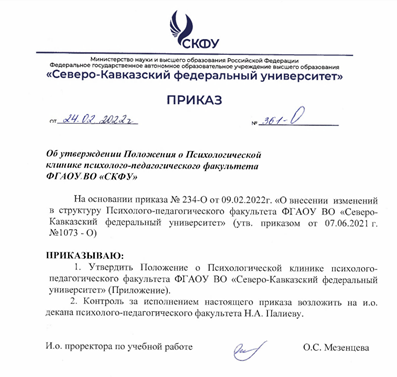 СКФУ
Министерство науки и высшего образования Российской Федерации
Федеральное государственное автономное образовательное учреждение высшего образования
«Северо-Кавказский федеральный университет»
ПРИКАЗ
от 24.02 2022г. № 361-О
Об утверждении Положения о Психологической
клинике психолого-педагогического факультета
ФГАОУ ВО «СКФУ»
На основании приказа № 234-О от 09.02.2022г. «О внесении изменений
в структуру Психолого-педагогического факультета ФГАОУ ВО «Северо-
Кавказский федеральный университет» (утв. приказом от 07.06.2021 г.
№1073 - О)
ПРИКАЗЫВАЮ:
1. Утвердить Положение о Психологической клинике психолого-
педагогического факультета ФГАОУ ВО «Северо-Кавказский федеральный
университет» (Приложение).
2. Контроль за исполнением настоящего приказа возложить на и.о.
декана психолого-педагогического факультета Н.А. Палиеву.
И.о. проректора по учебной работе О.С. Мезенцева